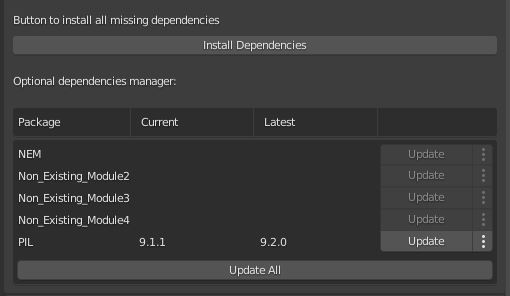 Button to install all missing dependencies
Install Dependencies
Optional dependencies manager:
Package Current Latest
NEM Update
Non_Existing_Module2 Update
Non_Existing_Module3 Update
Non_Existing_Module4 Update
PIL 9.1.1 9.2.0 Update
Update All